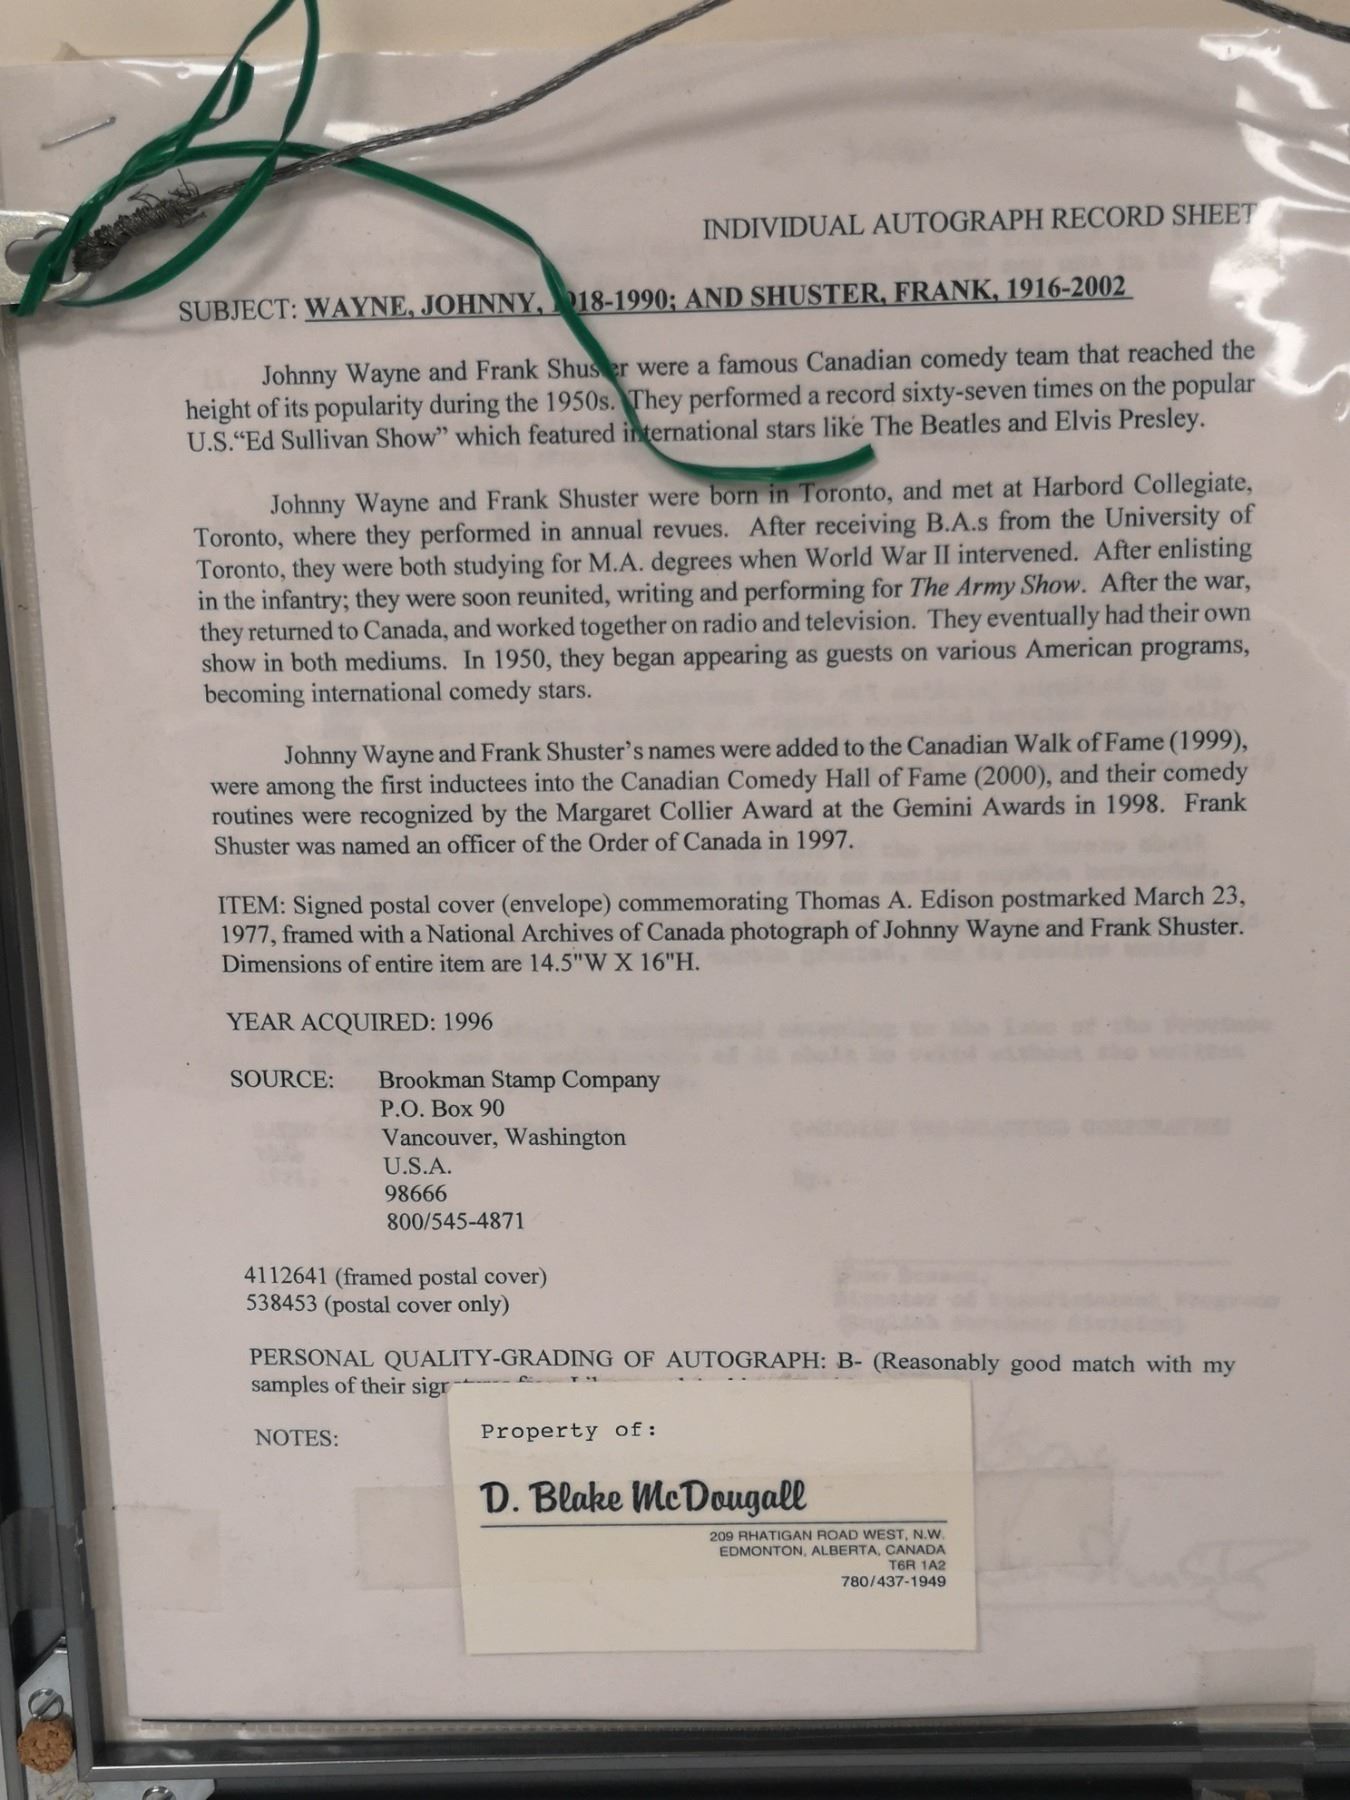 INDIVIDUAL AUTOGRAPH RECORD SHEET
SUBJECT: WAYNE, JOHNNY, 1918-1990; AND SHUSTER, FRANK, 1916-2002
Johnny Wayne and Frank Shuster were a famous Canadian comedy team that reached the
height of its popularity during the 1950s. They performed a record sixty-seven times on the popular
U.S. "Ed Sullivan Show" which featured international stars like The Beatles and Elvis Presley.
Johnny Wayne and Frank Shuster were born in Toronto, and met at Harbord Collegiate,
Toronto, where they performed in annual revues. After receiving B.A.s from the University of
Toronto, they were both studying for M.A. degrees when World War II intervened. After enlisting
in the infantry; they were soon reunited, writing and performing for The Army Show. After the war,
they returned to Canada, and worked together on radio and television. They eventually had their own
show in both mediums. In 1950, they began appearing as guests on various American programs,
becoming international comedy stars.
Johnny Wayne and Frank Shuster's names were added to the Canadian Walk of Fame (1999),
were among the first inductees into the Canadian Comedy Hall of Fame (2000), and their comedy
routines were recognized by the Margaret Collier Award at the Gemini Awards in 1998. Frank
Shuster was named an officer of the Order of Canada in 1997.
ITEM: Signed postal cover (envelope) commemorating Thomas A. Edison postmarked March 23,
1977, framed with a National Archives of Canada photograph of Johnny Wayne and Frank Shuster.
Dimensions of entire item are 14.5"W X 16"H.
YEAR ACQUIRED: 1996
SOURCE: Brookman Stamp Company
P.O. Box 90
Vancouver, Washington
U.S.A.
98666
800/545-4871
4112641 (framed postal cover)
538453 (postal cover only)
PERSONAL QUALITY-GRADING OF AUTOGRAPH: B- (Reasonably good match with my
samples of their
NOTES:
Property of:
D. Blake McDougall
209 RHATIGAN ROAD WEST, N.W.
EDMONTON, ALBERTA, CANADA
T6R 1A2
780/437-1949